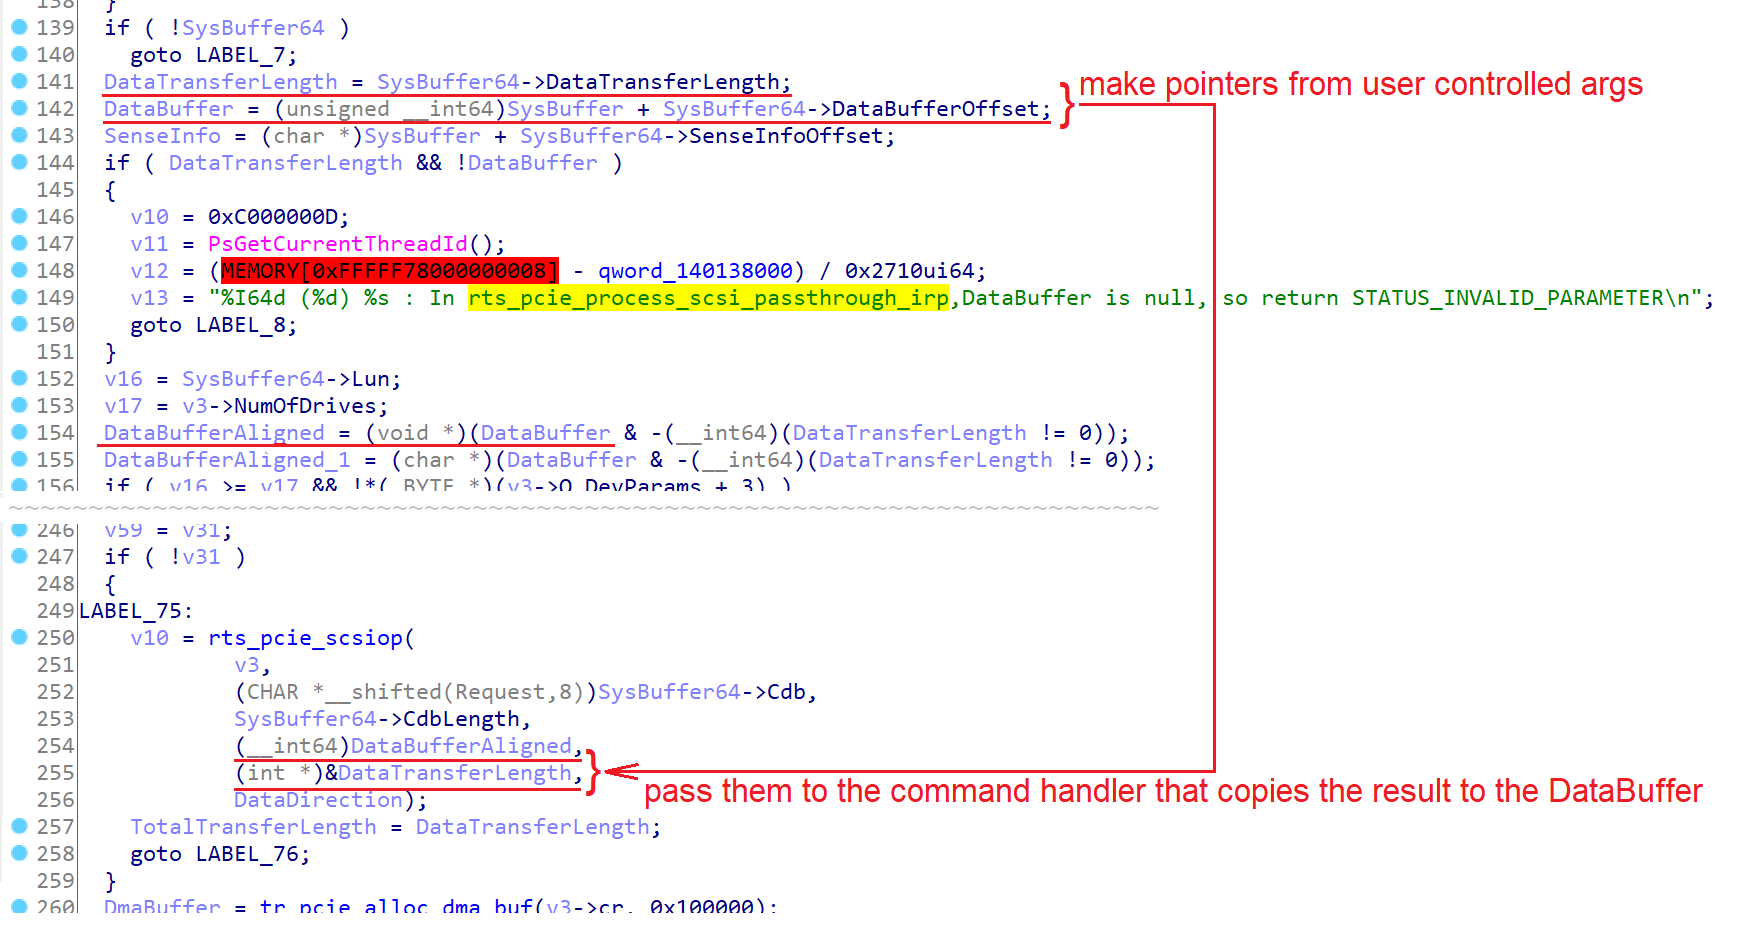 138 }
139 if ( !SysBuffer64 )
140 goto LABEL_7;
141 DataTransferLength = SysBuffer64->DataTransferLength;
make pointers from user controlled args
142 DataBuffer = (unsigned __int64)SysBuffer + SysBuffer64->DataBufferOffset;
143 SenseInfo = (char *)SysBuffer + SysBuffer64->SenseInfoOffset;
144 if ( DataTransferLength && !DataBuffer )
145 {
146 v10 = 0xC000000D;
147 v11 = PsGetCurrentThreadId();
148 v12 = (MEMORY[0xFFFFF78000000008] - qword_140138000) / 0x2710ui64;
149 v13 = "%I64d (%d) %s : In rts_pcie_process_scsi_passthrough_irp,DataBuffer is null, so return STATUS_INVALID_PARAMETER\n";
150 goto LABEL_8;
151 }
152 v16 = SysBuffer64->Lun;
153 v17 = v3->NumOfDrives;
154 DataBufferAligned = (void *)(DataBuffer & -(__int64)(DataTransferLength != 0));
155 DataBufferAligned_1 = (char *)(DataBuffer & -(__int64)(DataTransferLength != 0));
156 if ( v16 >= v17 && !*(_BYTE *)(v3->O_DevParams + 3) )
~~~~~~~~~~~~~~~~~~~~~~~~~~~~~~~~~~~~~~~~~~~~~~~~~~~~~~~~~~~~~~~~~~~~~~~~
246 v59 = v31;
247 if ( !v31 )
248 {
249 LABEL_75:
250 v10 = rts_pcie_scsiop(
251 v3,
252 (CHAR *__shifted(Request,8))SysBuffer64->Cdb,
253 SysBuffer64->CdbLength,
254 (__int64)DataBufferAligned,
255 (int *)&DataTransferLength,
pass them to the command handler that copies the result to the DataBuffer
256 DataDirection);
257 TotalTransferLength = DataTransferLength;
258 goto LABEL_76;
259 }
260 DmaBuffer = tr_pcie_alloc_dma_buf(v3->cr, 0x100000);